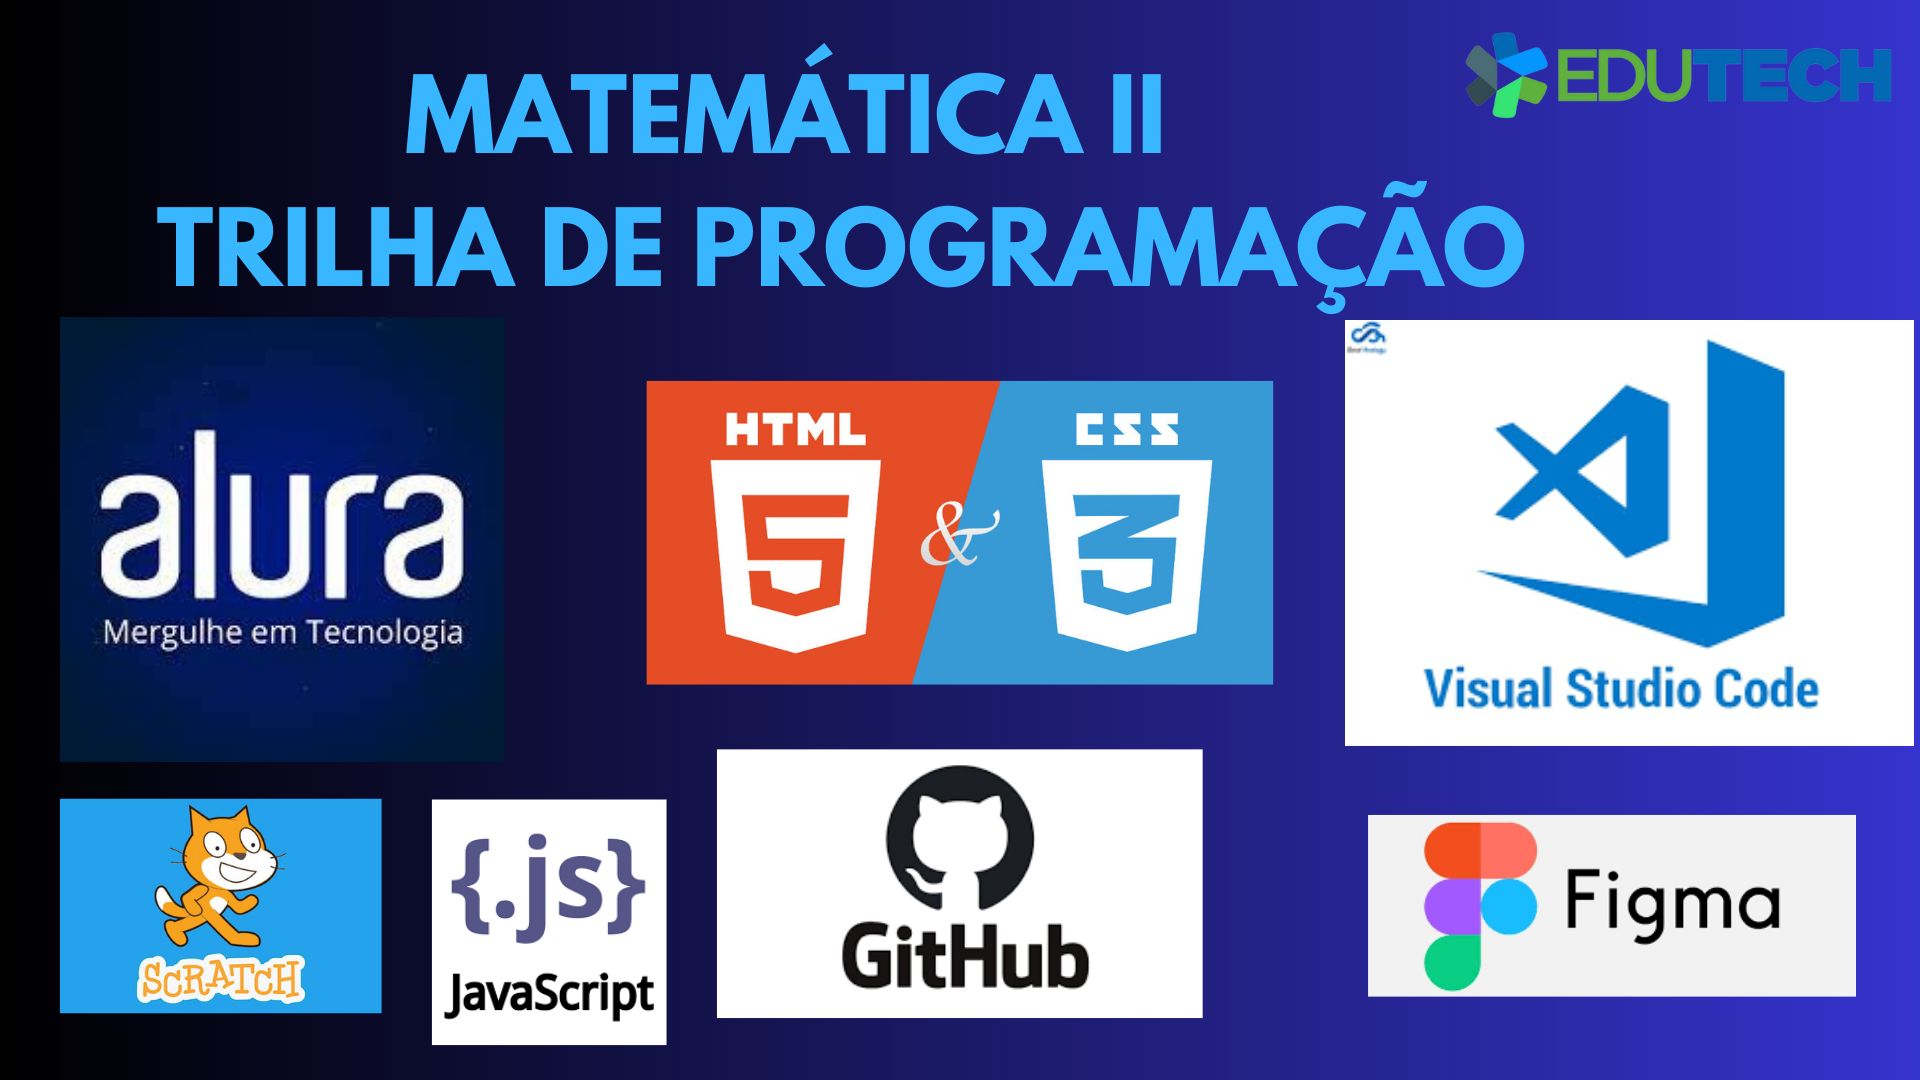 MATEMÁTICA II
EDUTECH
TRILHA DE PROGRAMAÇÃO
alura
Mergulhe em Tecnologia
HTML
CSS
5 & 3
Visual Studio Code
SCRATCH
{.js}
JavaScript
GitHub
Figma